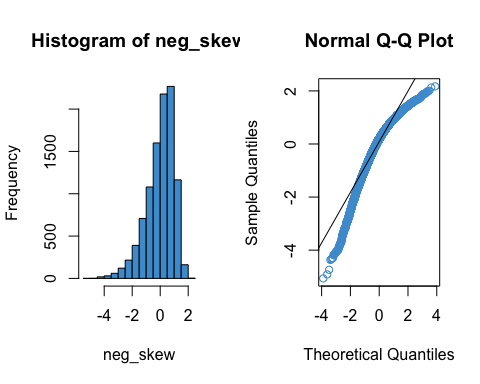 Histogram of neg_skew
Frequency
0
500
1500
-4
-2
0
2
neg_skew
Normal Q-Q Plot
Sample Quantiles
-4
-2
0
2
-4
-2
0
2
4
Theoretical Quantiles